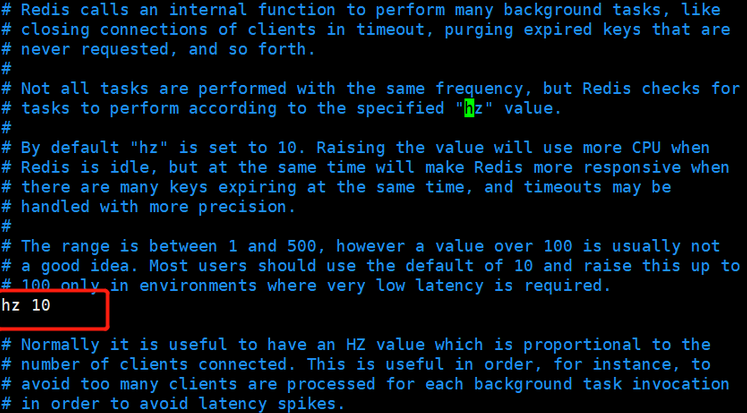 # Redis calls an internal function to perform many background tasks, like
# closing connections of clients in timeout, purging expired keys that are
# never requested, and so forth.
#
# Not all tasks are performed with the same frequency, but Redis checks for
# tasks to perform according to the specified "hz" value.
#
# By default "hz" is set to 10. Raising the value will use more CPU when
# Redis is idle, but at the same time will make Redis more responsive when
# there are many keys expiring at the same time, and timeouts may be
# handled with more precision.
#
# The range is between 1 and 500, however a value over 100 is usually not
# a good idea. Most users should use the default of 10 and raise this up to
# 100 only in environments where very low latency is required.
hz 10
# Normally it is useful to have an HZ value which is proportional to the
# number of clients connected. This is useful in order, for instance, to
# avoid too many clients are processed for each background task invocation
# in order to avoid latency spikes.